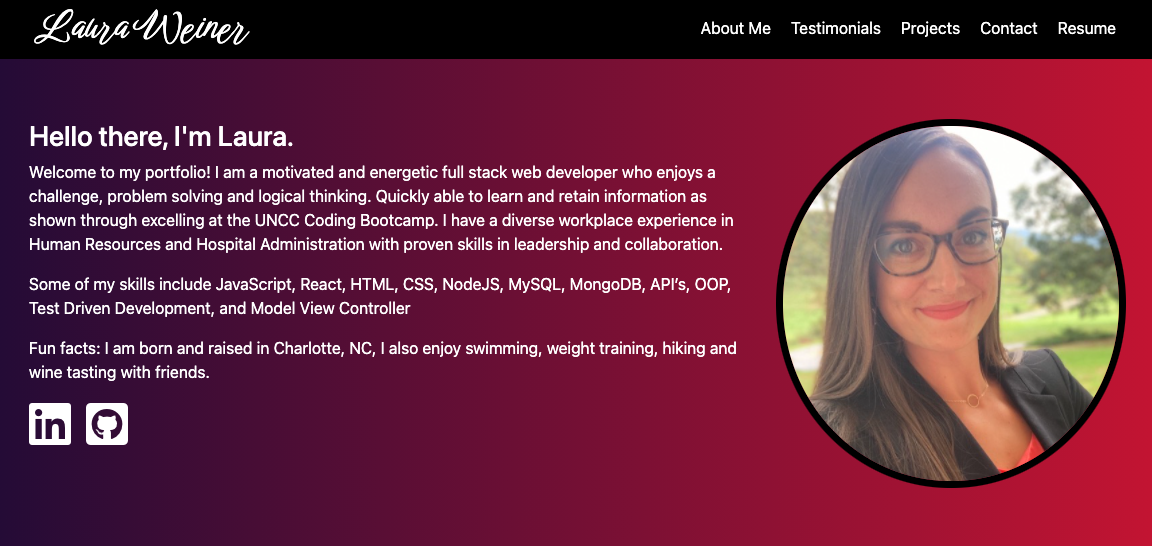 Laura Weiner
About Me Testimonials Projects Contact Resume
Hello there, I'm Laura.
Welcome to my portfolio! I am a motivated and energetic full stack web developer who enjoys a
challenge, problem solving and logical thinking. Quickly able to learn and retain information as
shown through excelling at the UNCC Coding Bootcamp. I have a diverse workplace experience in
Human Resources and Hospital Administration with proven skills in leadership and collaboration.
Some of my skills include JavaScript, React, HTML, CSS, NodeJS, MySQL, MongoDB, API’s, OOP,
Test Driven Development, and Model View Controller
Fun facts: I am born and raised in Charlotte, NC, I also enjoy swimming, weight training, hiking and
wine tasting with friends.
in